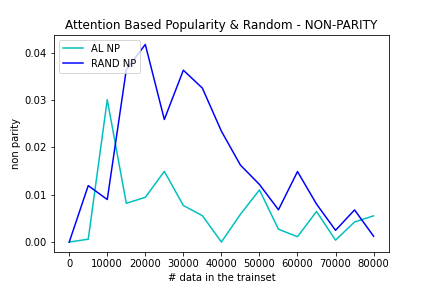 Attention Based Popularity & Random - NON-PARITY
AL NP
RAND NP
0.04
0.03
0.02
0.01
0.00
non parity
0 10000 20000 30000 40000 50000 60000 70000 80000
# data in the trainset